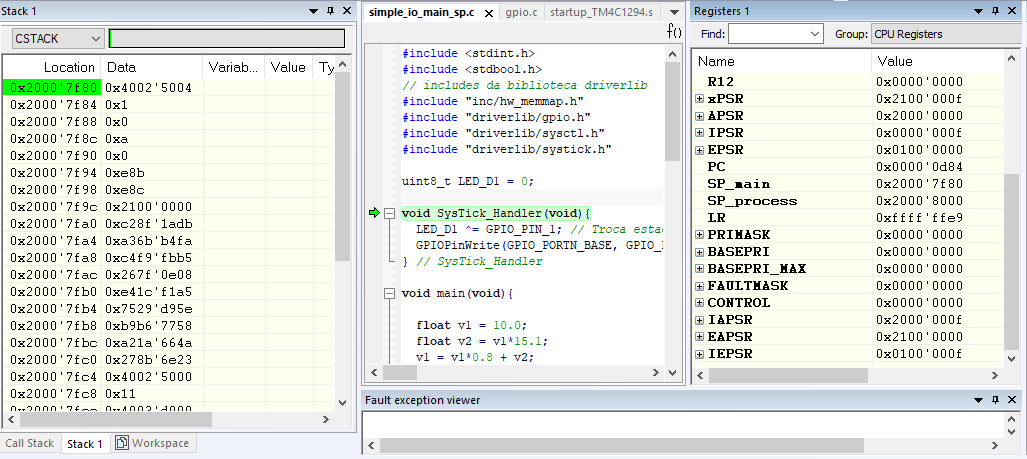 Stack 1
CSTACK
Location Data Variab... Value Ty
0x2000'7f80 0x4002'5004
0x2000'7f84 0x1
0x2000'7f88 0x0
0x2000'7f8c 0xa
0x2000'7f90 0x0
0x2000'7f94 0xe8b
0x2000'7f98 0xe8c
0x2000'7f9c 0x2100'0000
0x2000'7fa0 0xc28f'1adb
0x2000'7fa4 0xa36b'b4fa
0x2000'7fa8 0xc4f9'fbb5
0x2000'7fac 0x267f'0e08
0x2000'7fb0 0xe41c'f1a5
0x2000'7fb4 0x7529'd95e
0x2000'7fb8 0xb9b6'7758
0x2000'7fbc 0xa21a'664a
0x2000'7fc0 0x278b'6e23
0x2000'7fc4 0x4002'5000
0x2000'7fc8 0x11
Call Stack Stack 1 Workspace
simple_io_main_sp.c gpio.c startup_TM4C1294.s
f()
#include <stdint.h>
#include <stdbool.h>
// includes da biblioteca driverlib
#include "inc/hw_memmap.h"
#include "driverlib/gpio.h"
#include "driverlib/sysctl.h"
#include "driverlib/systick.h"
uint8_t LED_D1 = 0;
void SysTick_Handler(void){
LED_D1 ^= GPIO_PIN_1; // Troca esta
GPIOPinWrite(GPIO_PORTN_BASE, GPIO_
} // SysTick_Handler
void main(void){
float v1 = 10.0;
float v2 = v1*15.1;
v1 = v1*0.8 + v2;
Registers 1
Find: Group: CPU Registers
Name Value
R12 0x0000'0000
xPSR 0x2100'000f
APSR 0x2000'0000
IPSR 0x0000'000f
EPSR 0x0100'0000
PC 0x0000'0d84
SP_main 0x2000'7f80
SP_process 0x2000'8000
LR 0xffff'ffe9
PRIMASK 0x0000'0000
BASEPRI 0x0000'0000
BASEPRI_MAX 0x0000'0000
FAULTMASK 0x0000'0000
CONTROL 0x0000'0000
IAPSR 0x2000'000f
EAPSR 0x2100'0000
IEPSR 0x0100'000f
Fault exception viewer